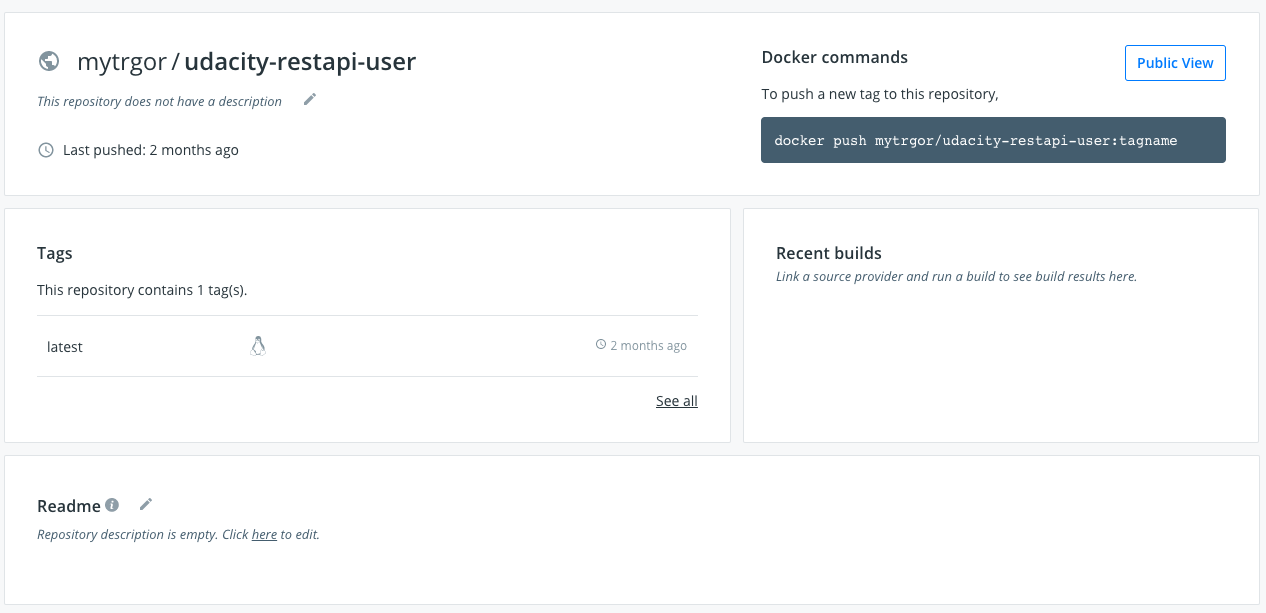 mytrgor / udacity-restapi-user
This repository does not have a description
Last pushed: 2 months ago
Docker commands
Public View
To push a new tag to this repository,
docker push mytrgor/udacity-restapi-user:tagname
Tags
This repository contains 1 tag(s).
latest 2 months ago
See all
Recent builds
Link a source provider and run a build to see build results here.
Readme
Repository description is empty. Click here to edit.